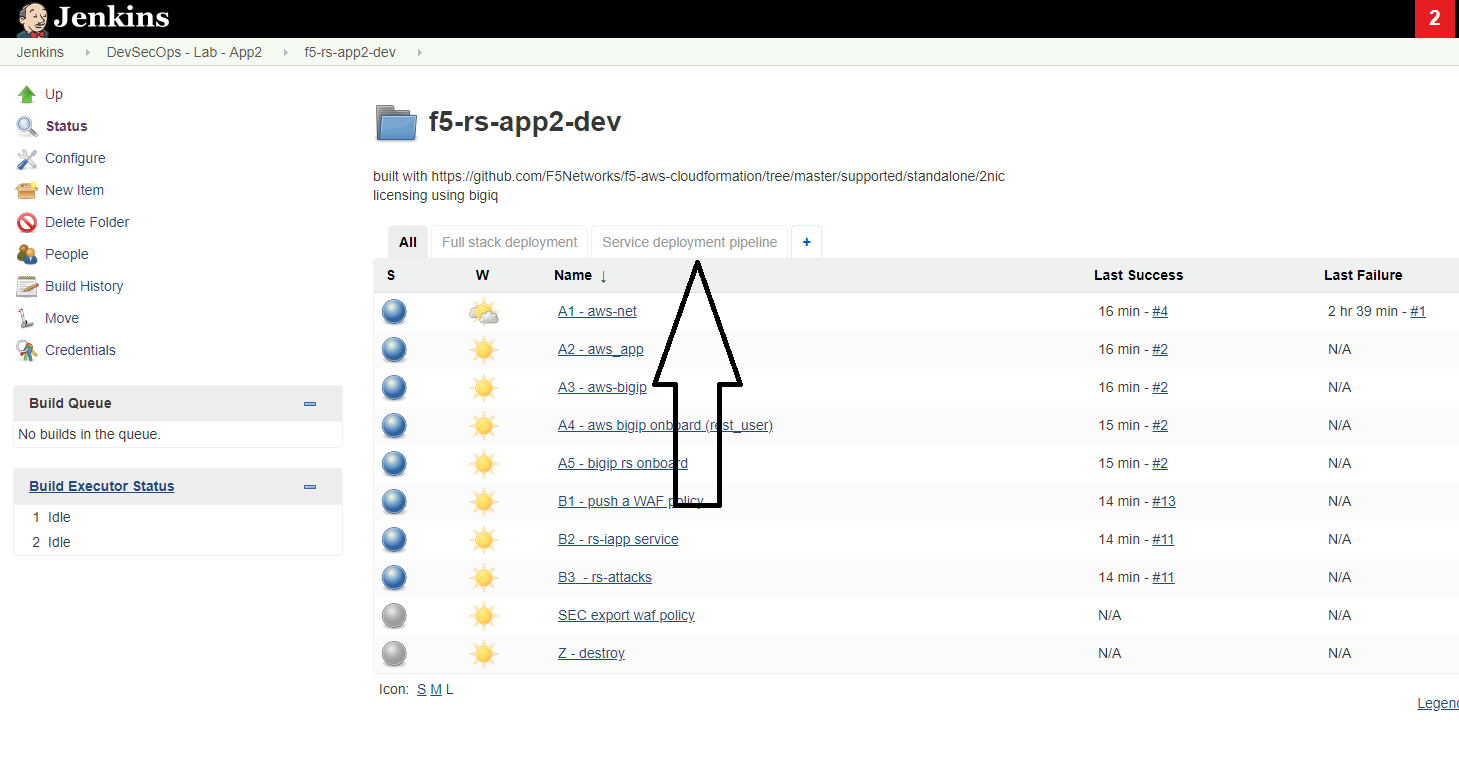 Jenkins
2
Jenkins DevSecOps - Lab - App2 f5-rs-app2-dev
Up
Status
Configure
New Item
Delete Folder
People
Build History
Move
Credentials
Build Queue
No builds in the queue.
Build Executor Status
1 Idle
2 Idle
f5-rs-app2-dev
built with https://github.com/F5Networks/f5-aws-cloudformation/tree/master/supported/standalone/2nic
licensing using bigiq
All Full stack deployment Service deployment pipeline +
S W Name ↓ Last Success Last Failure
A1 - aws-net 16 min - #4 2 hr 39 min - #1
A2 - aws_app 16 min - #2 N/A
A3 - aws-bigip 16 min - #2 N/A
A4 - aws bigip onboard (rest_user) 15 min - #2 N/A
A5 - bigip rs onboard 15 min - #2 N/A
B1 - push a WAF policy 14 min - #13 N/A
B2 - rs-iapp service 14 min - #11 N/A
B3 - rs-attacks 14 min - #11 N/A
SEC export waf policy N/A N/A
Z - destroy N/A N/A
Icon: S M L
Legen